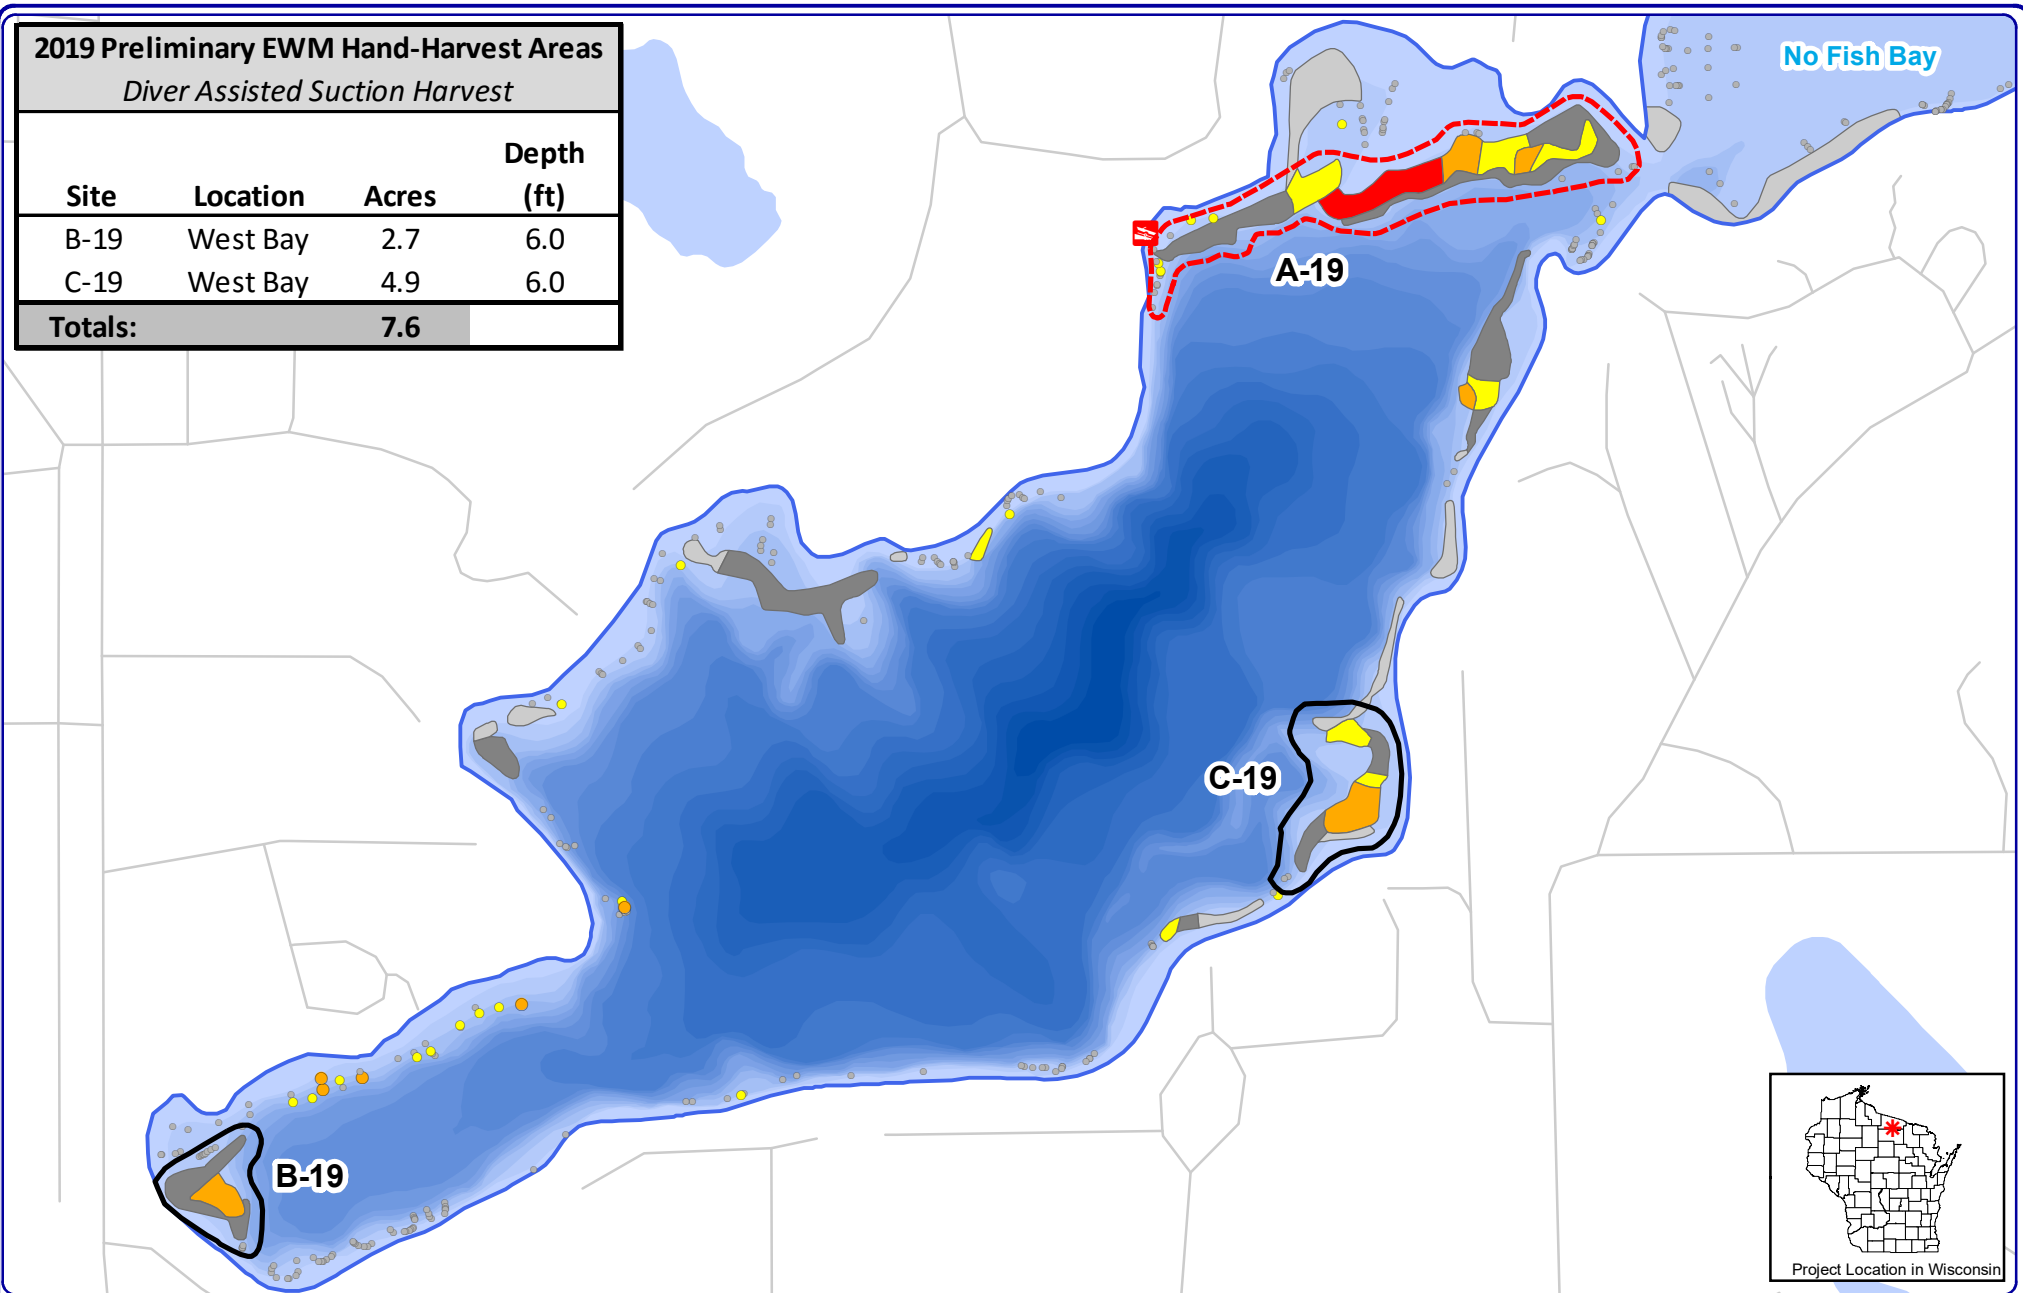 2019 Preliminary EWM Hand-Harvest Areas
Diver Assisted Suction Harvest
Depth
Site Location Acres (ft)
B-19 West Bay 2.7 6.0
C-19 West Bay 4.9 6.0
Totals: 7.6
No Fish Bay
A-19
C-19
B-19
Project Location in Wisconsin